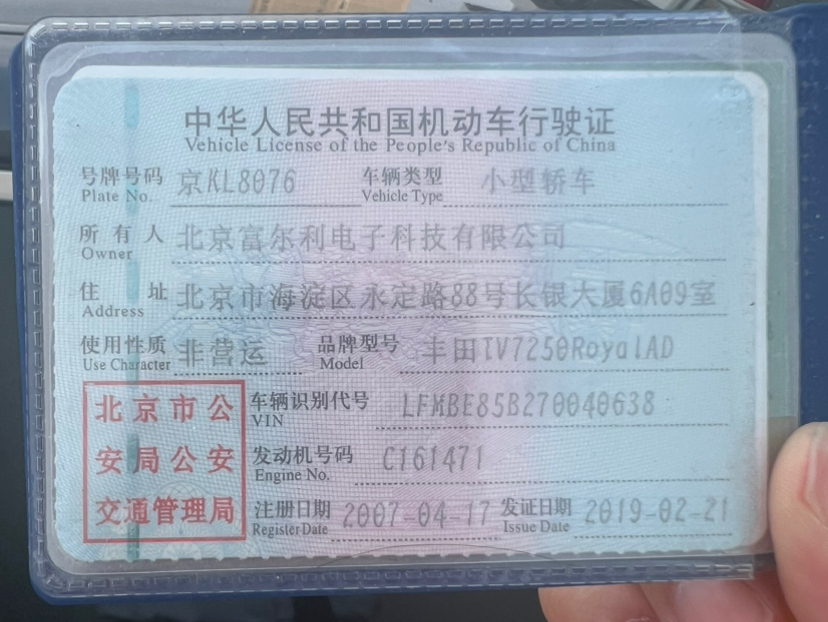 中华人民共和国机动车行驶证
Vehicle License of the People's Republic of China
号牌号码 京KL8076 车辆类型 小型轿车
Plate No. Vehicle Type
所有人 北京富尔利电子科技有限公司
Owner
住址 北京市海淀区永定路88号长银大厦6A09室
Address
使用性质 非营运 品牌型号 丰田TV7250RoyalAD
Use Character Model
北京市公安局公安交通管理局
车辆识别代号 LFMBE85B270040638
VIN
发动机号码 C161471
Engine No.
注册日期 2007-04-17 发证日期 2019-02-21
Register Date Issue Date